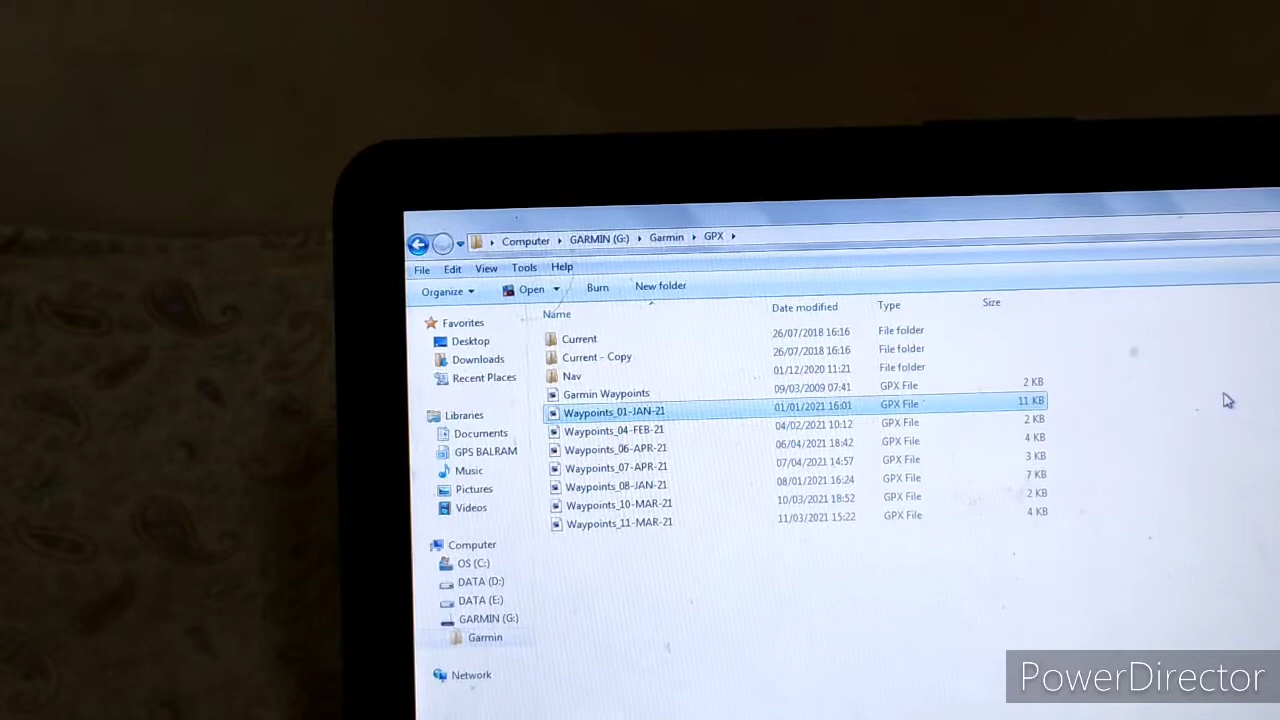 Computer GARMIN (G:) Garmin GPX
File Edit View Tools Help
Organize Open Burn New folder
Name Date modified Type Size
Favorites
Desktop
Downloads
Recent Places
Libraries
Documents
GPS BALRAM
Music
Pictures
Videos
Computer
OS (C:)
DATA (D:)
DATA (E:)
GARMIN (G:)
Garmin
Network
Current 26/07/2018 16:16 File folder
Current - Copy 26/07/2018 16:16 File folder
Nav 01/12/2020 11:21 File folder
Garmin Waypoints 09/03/2009 07:41 GPX File 2 KB
Waypoints_01-JAN-21 01/01/2021 16:01 GPX File 11 KB
Waypoints_04-FEB-21 04/02/2021 10:12 GPX File 2 KB
Waypoints_06-APR-21 06/04/2021 18:42 GPX File 4 KB
Waypoints_07-APR-21 07/04/2021 14:57 GPX File 3 KB
Waypoints_08-JAN-21 08/01/2021 16:24 GPX File 7 KB
Waypoints_10-MAR-21 10/03/2021 18:52 GPX File 2 KB
Waypoints_11-MAR-21 11/03/2021 15:22 GPX File 4 KB
PowerDirector